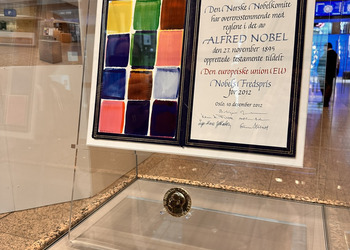 Den Norske Nobelkomite
har overensstemmende med
reglene i det av
ALFRED NOBEL
den 27. november 1895
opprettede testamente tildelt
Den europeiske union (EU)
Nobels Fredspris
for 2012
Oslo, 10. desember 2012